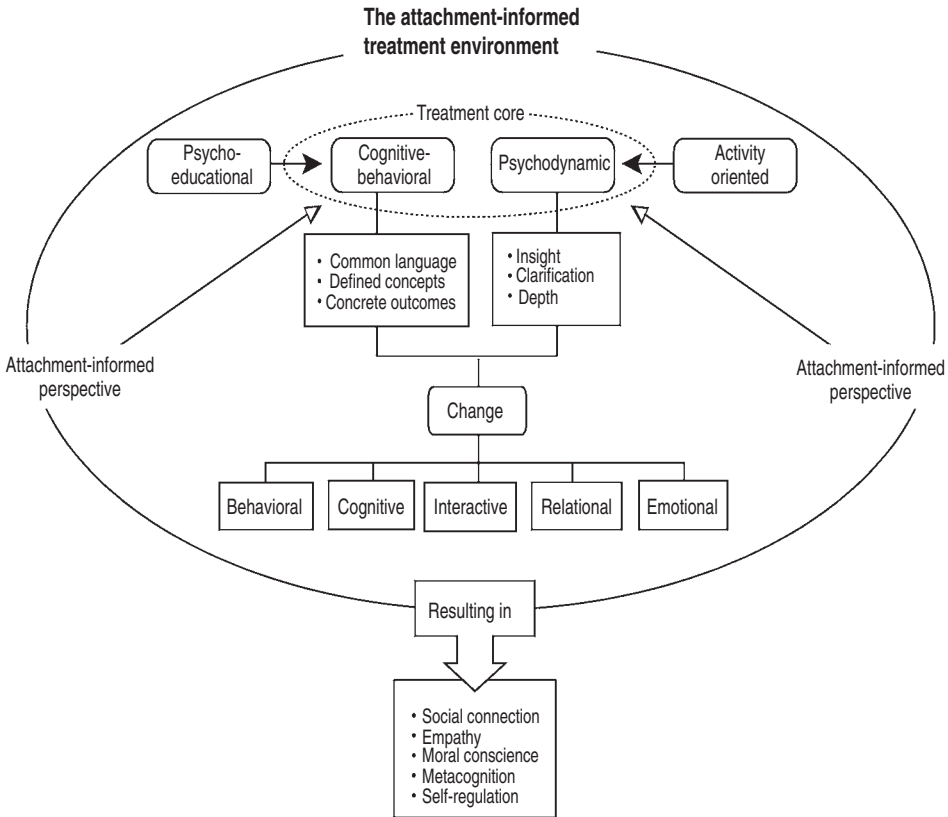 The attachment-informed
treatment environment
Treatment core
Psycho-
educational
Cognitive-
behavioral
Psychodynamic
Activity
oriented
• Common language
• Defined concepts
• Concrete outcomes
• Insight
• Clarification
• Depth
Attachment-informed
perspective
Attachment-informed
perspective
Change
Behavioral
Cognitive
Interactive
Relational
Emotional
Resulting in
• Social connection
• Empathy
• Moral conscience
• Metacognition
• Self-regulation